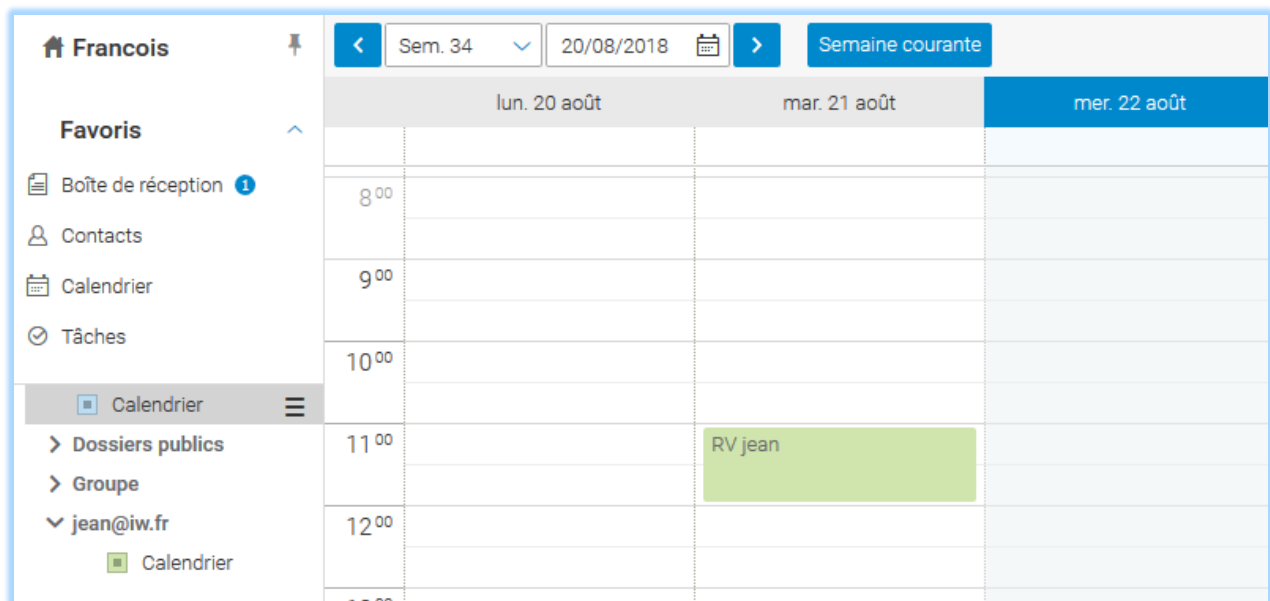 Francois
Sem. 34
20/08/2018
Semaine courante
lun. 20 août
mar. 21 août
mer. 22 août
Favoris
Boîte de réception 1
Contacts
Calendrier
Tâches
Calendrier
Dossiers publics
Groupe
jean@iw.fr
Calendrier
8 00
9 00
10 00
11 00
RV jean
12 00